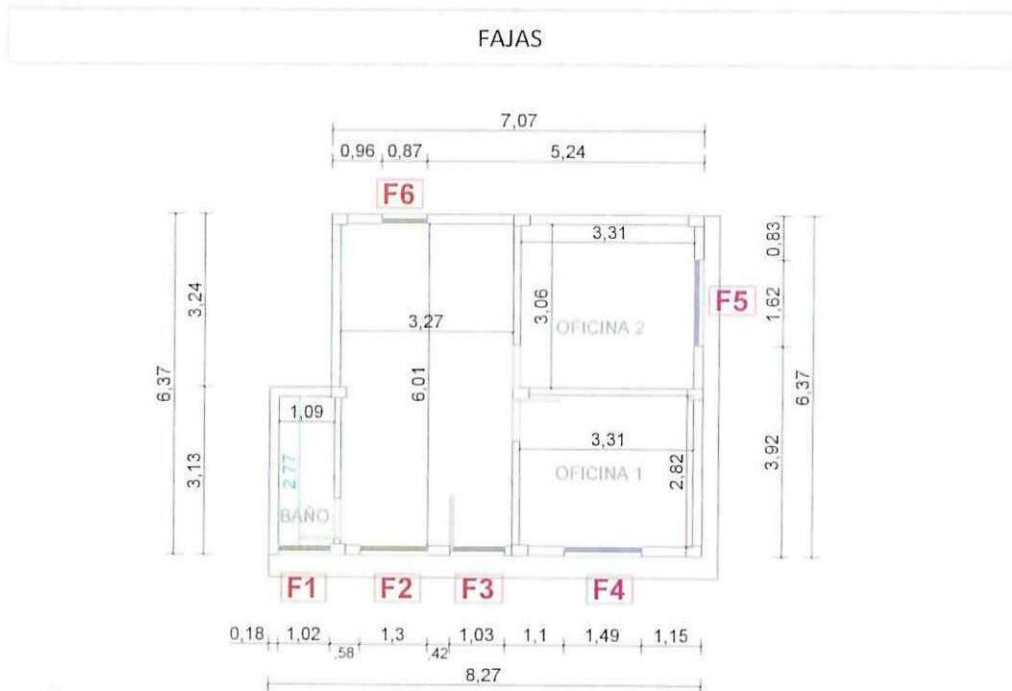 FAJAS
7,07
0,96 0,87 5,24
F6
3,31
0,83
3,24
3,06
F5
1,62
3,27
OFICINA 2
6,37
6,01
6,37
1,09
3,31
3,92
3,13
2,77
OFICINA 1
2,82
BAÑO
F1 F2 F3 F4
0,18 1,02 ,58 1,3 ,42 1,03 1,1 1,49 1,15
8,27